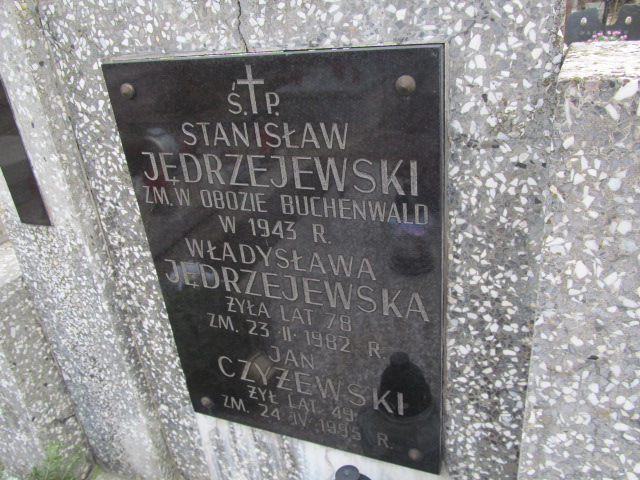 Ś.P.
STANISŁAW
JĘDRZEJEWSKI
ZM. W OBOZIE BUCHENWALD
W 1943 R.
WŁADYSŁAWA
JĘDRZEJEWSKA
ŻYŁA LAT 78
ZM. 23 II 1982 R.
JAN
CZYŻEWSKI
ŻYŁ LAT 49
ZM. 24 IV 1995 R.